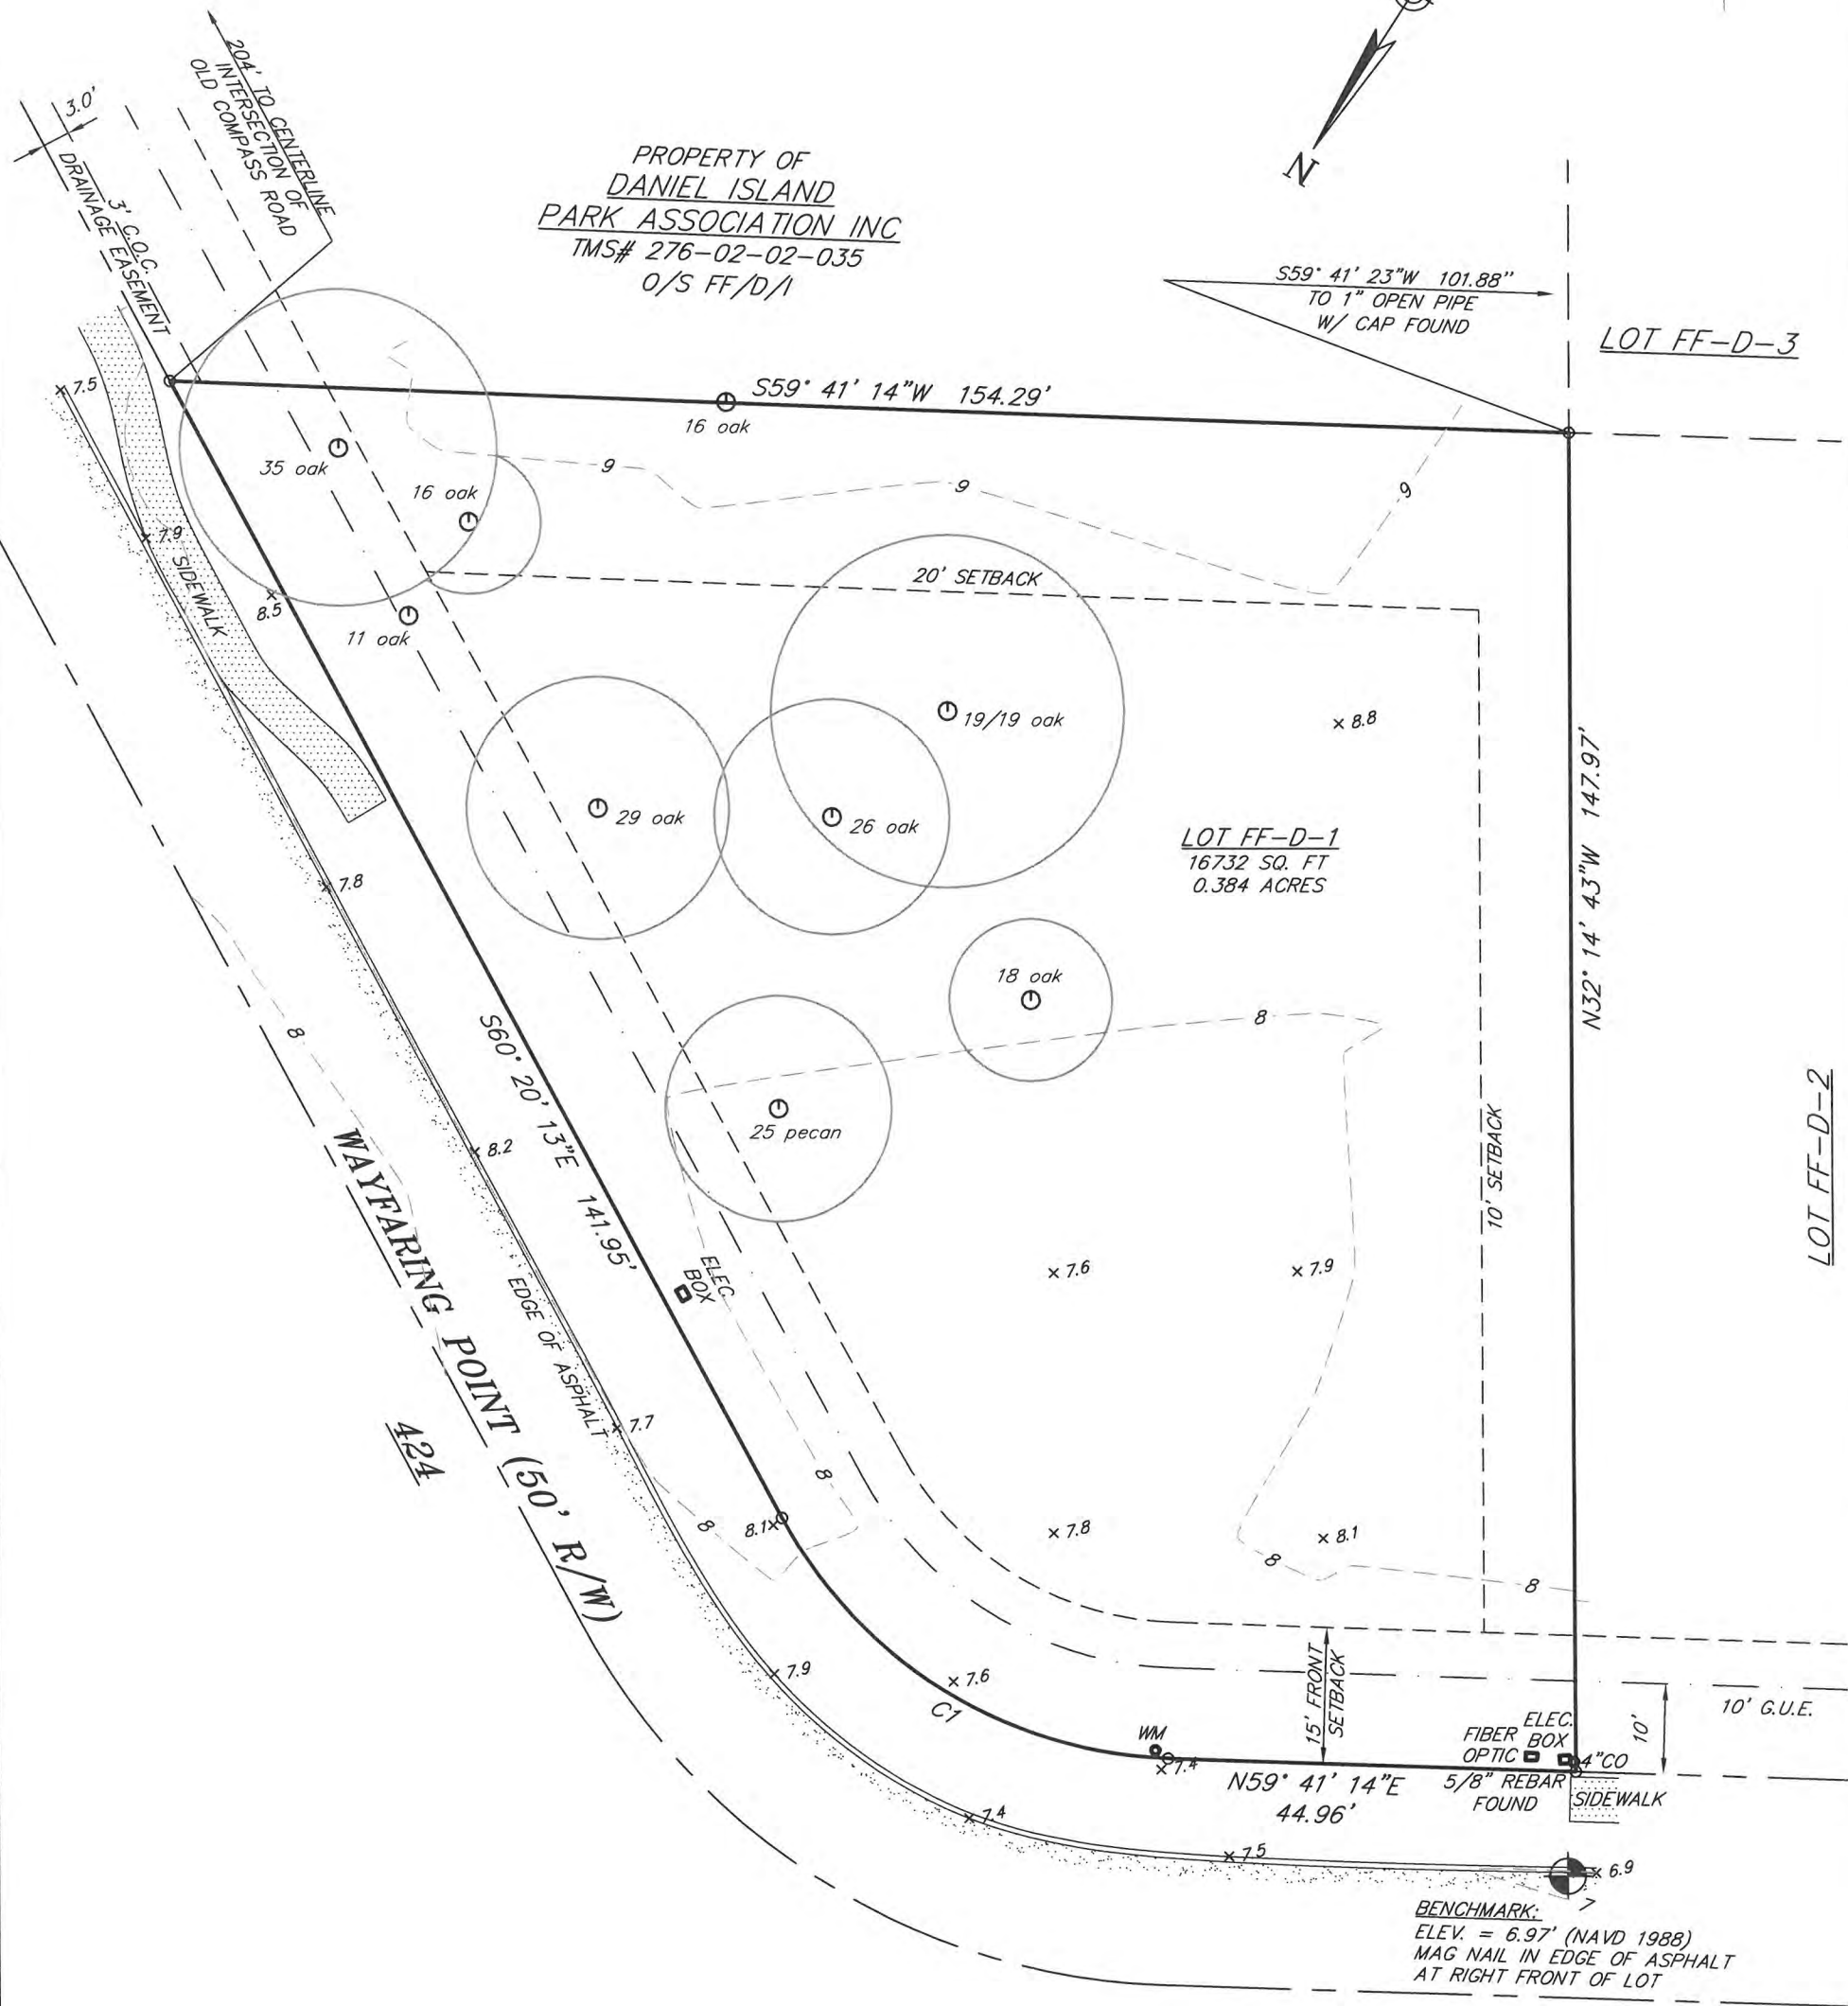 204' TO CENTERLINE
INTERSECTION OF
OLD COMPASS ROAD
3.0'
3' C.O.C.
DRAINAGE EASEMENT
PROPERTY OF
DANIEL ISLAND
PARK ASSOCIATION INC
TMS# 276-02-02-035
O/S FF/D/1
N
S59° 41' 23"W 101.88"
TO 1" OPEN PIPE
W/ CAP FOUND
LOT FF-D-3
S59° 41' 14"W 154.29'
16 oak
7.5
35 oak
16 oak
9
9
9
7.9
SIDEWALK
8.5
11 oak
20' SETBACK
19/19 oak
8.8
29 oak
26 oak
LOT FF-D-1
16732 SQ. FT
0.384 ACRES
N32° 14' 43"W 147.97'
7.8
18 oak
8
8
S60° 20' 13"E 141.95'
25 pecan
10' SETBACK
LOT FF-D-2
8.2
WAYFARING POINT (50' R/W)
424
EDGE OF ASPHALT
ELEC.
BOX
7.6
7.9
7.7
8
8
8.1
7.8
8.1
8
8
7.9
7.6
C1
15' FRONT
SETBACK
WM
7.4
N59° 41' 14"E
44.96'
ELEC.
BOX
FIBER
OPTIC
4"CO
5/8" REBAR
FOUND
SIDEWALK
10'
10' G.U.E.
7.4
7.5
6.9
7
BENCHMARK:
ELEV. = 6.97' (NAVD 1988)
MAG NAIL IN EDGE OF ASPHALT
AT RIGHT FRONT OF LOT